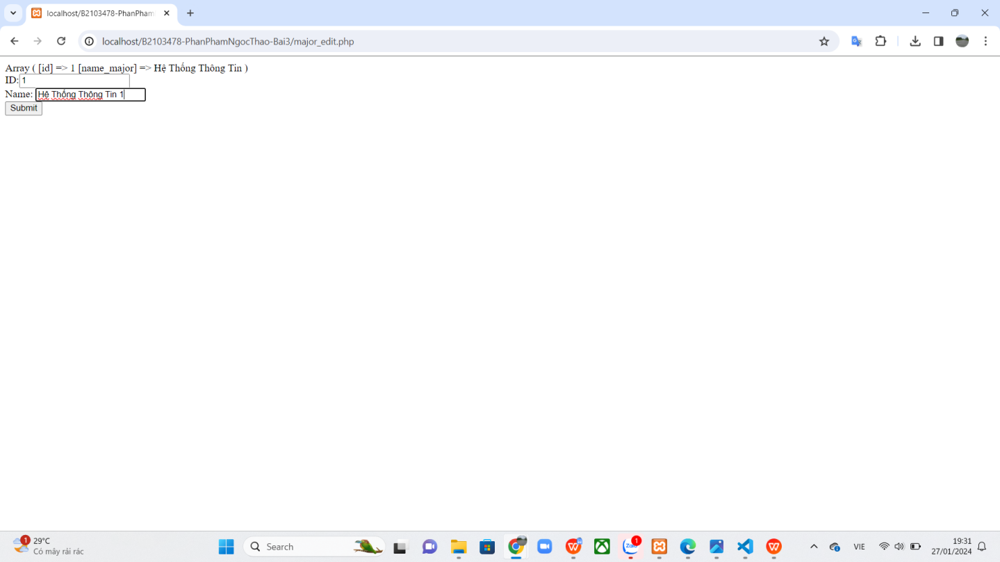 localhost/B2103478-PhanPham
localhost/B2103478-PhanPhamNgocThao-Bai3/major_edit.php
Array ( [id] => 1 [name_major] => Hệ Thống Thông Tin )
ID: 1
Name: Hệ Thống Thông Tin 1
Submit
1
29°C
Có mây rải rác
Search
Zalo
1
VIE
19:31
27/01/2024